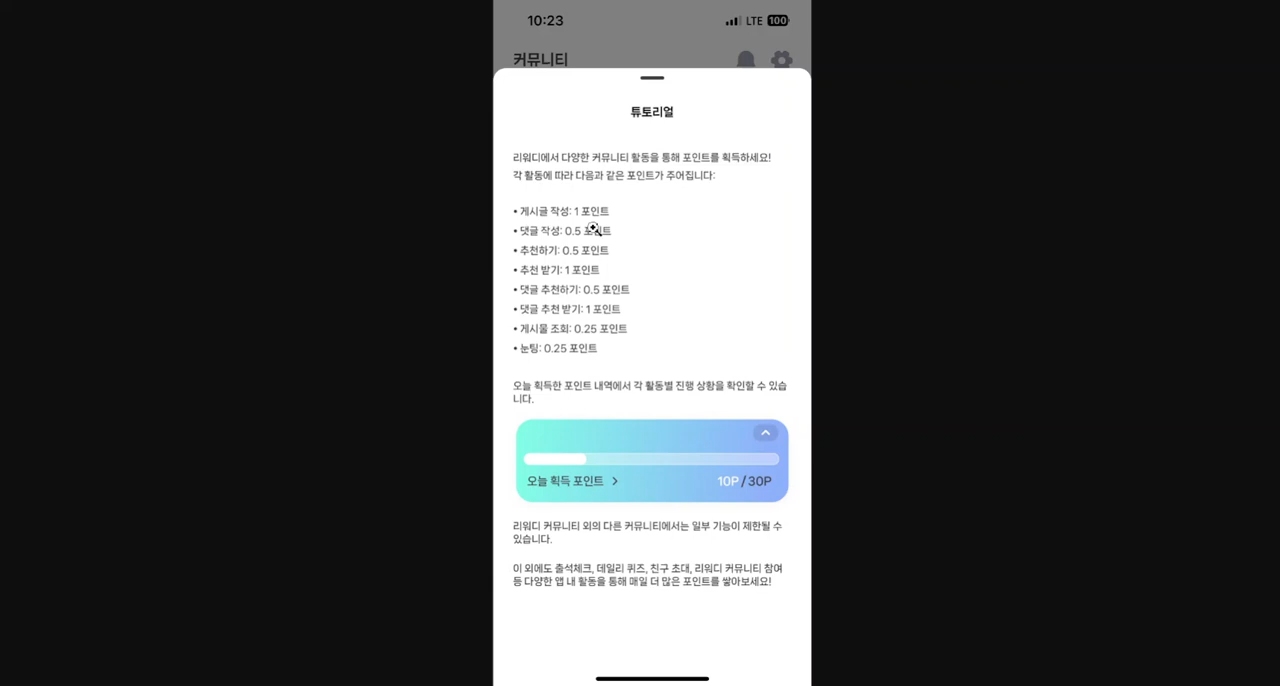 10:23
LTE 100
커뮤니티
튜토리얼
리워디에서 다양한 커뮤니티 활동을 통해 포인트를 획득하세요!
각 활동에 따라 다음과 같은 포인트가 주어집니다:
• 게시글 작성: 1 포인트
• 댓글 작성: 0.5 포인트
• 추천하기: 0.5 포인트
• 추천 받기: 1 포인트
• 댓글 추천하기: 0.5 포인트
• 댓글 추천 받기: 1 포인트
• 게시물 조회: 0.25 포인트
• 눈팅: 0.25 포인트
오늘 획득한 포인트 내역에서 각 활동별 진행 상황을 확인할 수 있습
니다.
오늘 획득 포인트 > 10P / 30P
리워디 커뮤니티 외의 다른 커뮤니티에서는 일부 기능이 제한될 수
있습니다.
이 외에도 출석체크, 데일리 퀴즈, 친구 초대, 리워디 커뮤니티 참여
등 다양한 앱 내 활동을 통해 매일 더 많은 포인트를 쌓아보세요!